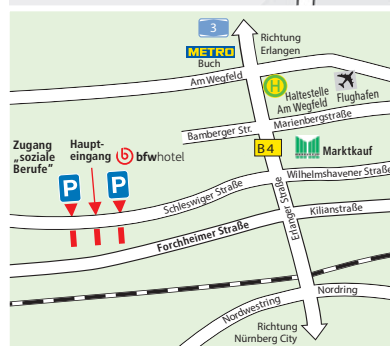 3
Richtung
Erlangen
METRO
Buch
Am Wegfeld
H
Haltestelle
Am Wegfeld
Flughafen
Marienbergstraße
Bamberger Str.
B 4
Marktkauf
Zugang
„soziale
Berufe"
Haupt-
eingang
b bfwhotel
P
P
Wilhelmshavener Straße
Schleswiger Straße
Kilianstraße
Erlanger Straße
Forchheimer Straße
Nordring
Nordwestring
Richtung
Nürnberg City